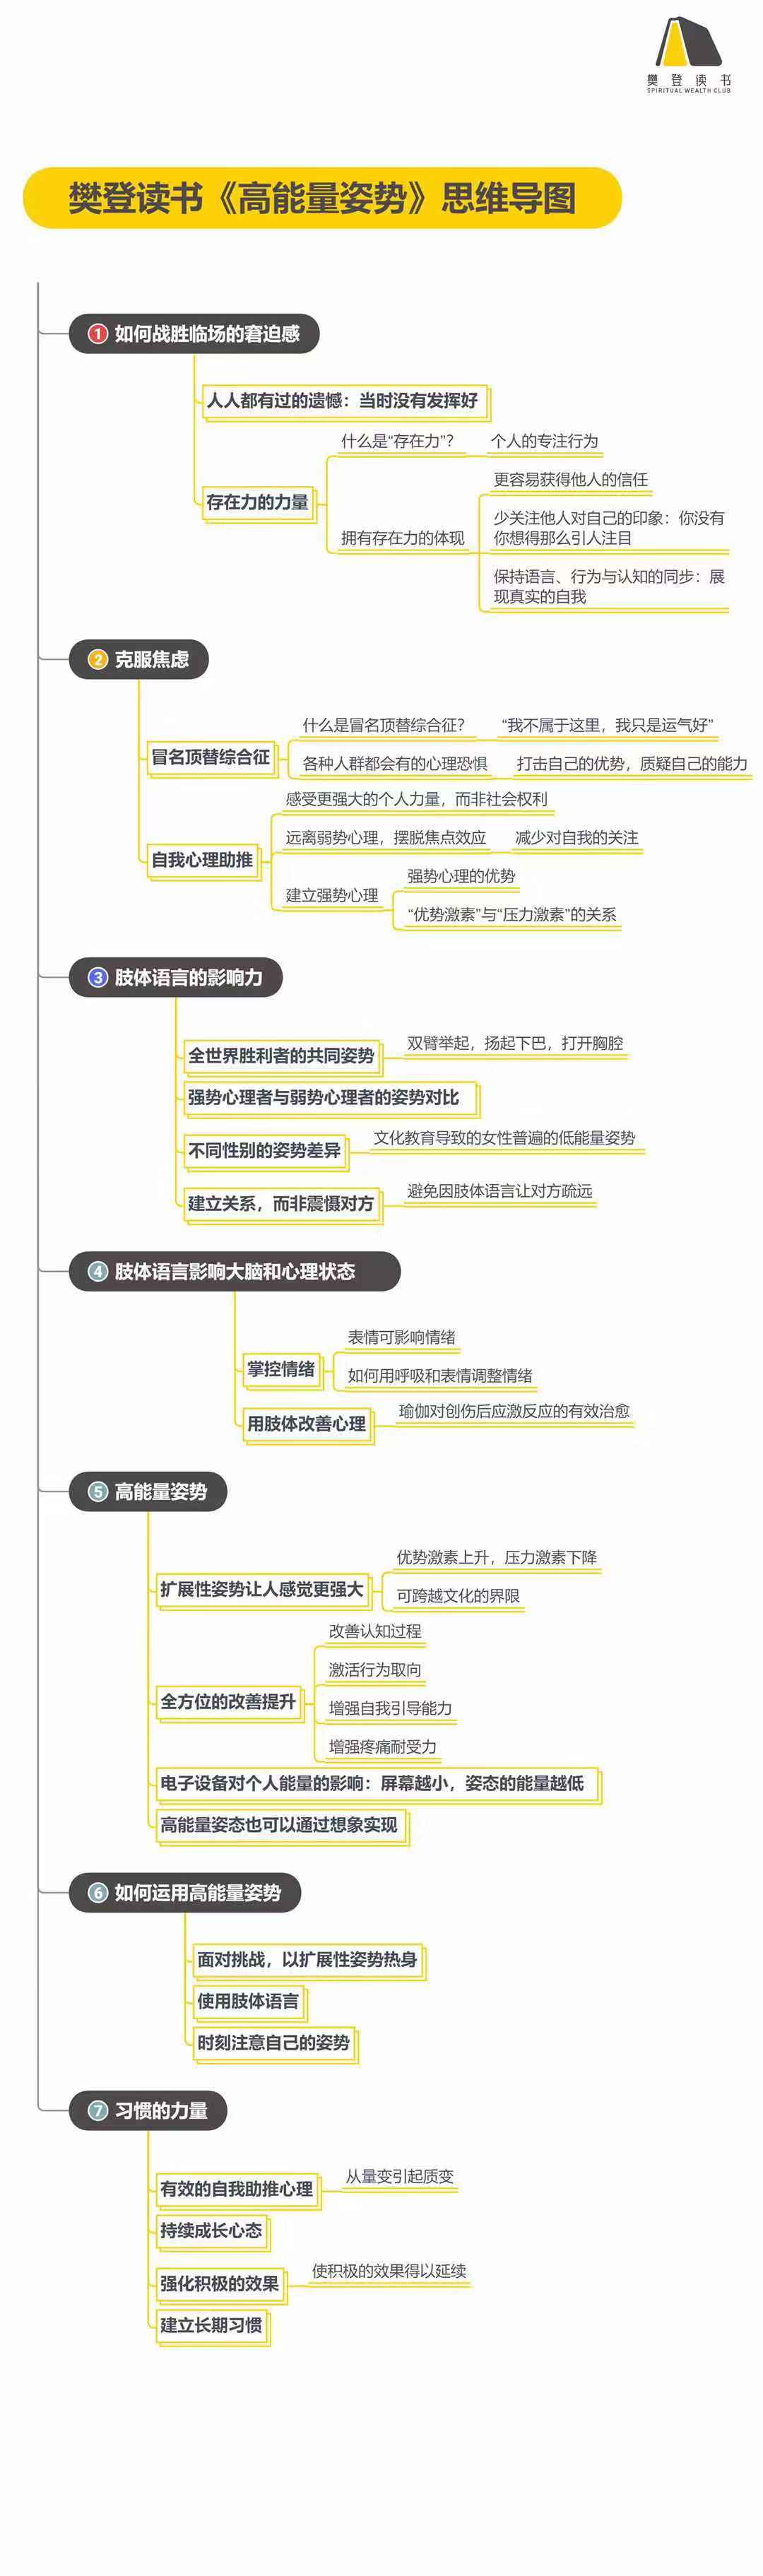 樊登读书
SPIRITUAL WEALTH CLUB
樊登读书《高能量姿势》思维导图
1 如何战胜临场的窘迫感
人人都有过的遗憾：当时没有发挥好
存在力的力量
什么是“存在力”？
个人的专注行为
拥有存在力的体现
更容易获得他人的信任
少关注他人对自己的印象：你没有
你想得那么引人注目
保持语言、行为与认知的同步：展
现真实的自我
2 克服焦虑
冒名顶替综合征
什么是冒名顶替综合征？
“我不属于这里，我只是运气好”
各种人群都会有的心理恐惧
打击自己的优势，质疑自己的能力
自我心理助推
感受更强大的个人力量，而非社会权利
远离弱势心理，摆脱焦点效应
减少对自我的关注
建立强势心理
强势心理的优势
“优势激素”与“压力激素”的关系
3 肢体语言的影响力
全世界胜利者的共同姿势
双臂举起，扬起下巴，打开胸腔
强势心理者与弱势心理者的姿势对比
不同性别的姿势差异
文化教育导致的女性普遍的低能量姿势
建立关系，而非震慑对方
避免因肢体语言让对方疏远
4 肢体语言影响大脑和心理状态
掌控情绪
表情可影响情绪
如何用呼吸和表情调整情绪
用肢体改善心理
瑜伽对创伤后应激反应的有效治愈
5 高能量姿势
扩展性姿势让人感觉更强大
优势激素上升，压力激素下降
可跨越文化的界限
全方位的改善提升
改善认知过程
激活行为取向
增强自我引导能力
增强疼痛耐受力
电子设备对个人能量的影响：屏幕越小，姿态的能量越低
高能量姿态也可以通过想象实现
6 如何运用高能量姿势
面对挑战，以扩展性姿势热身
使用肢体语言
时刻注意自己的姿势
7 习惯的力量
有效的自我助推心理
从量变引起质变
持续成长心态
强化积极的效果
使积极的效果得以延续
建立长期习惯